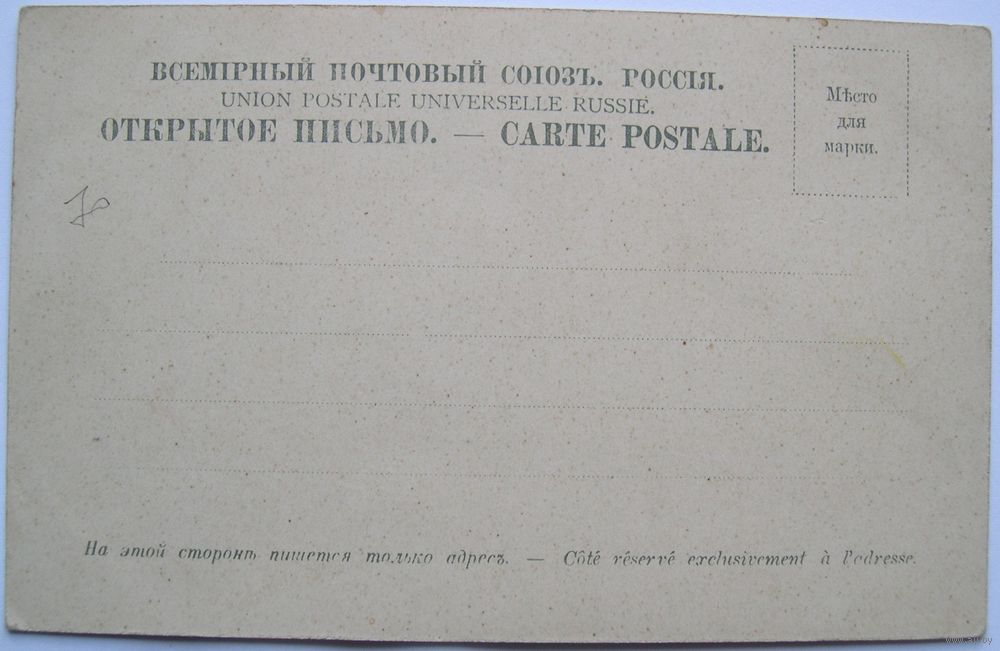 ВСЕМІРНЫЙ ПОЧТОВЫЙ СОЮЗЪ. РОССІЯ.
UNION POSTALE UNIVERSELLE RUSSIE.
ОТКРЫТОЕ ПИСЬМО. — CARTE POSTALE.
Мѣсто
для
марки.
На этой сторонѣ пишется только адресъ. — Côté réservé exclusivement à l'adresse.